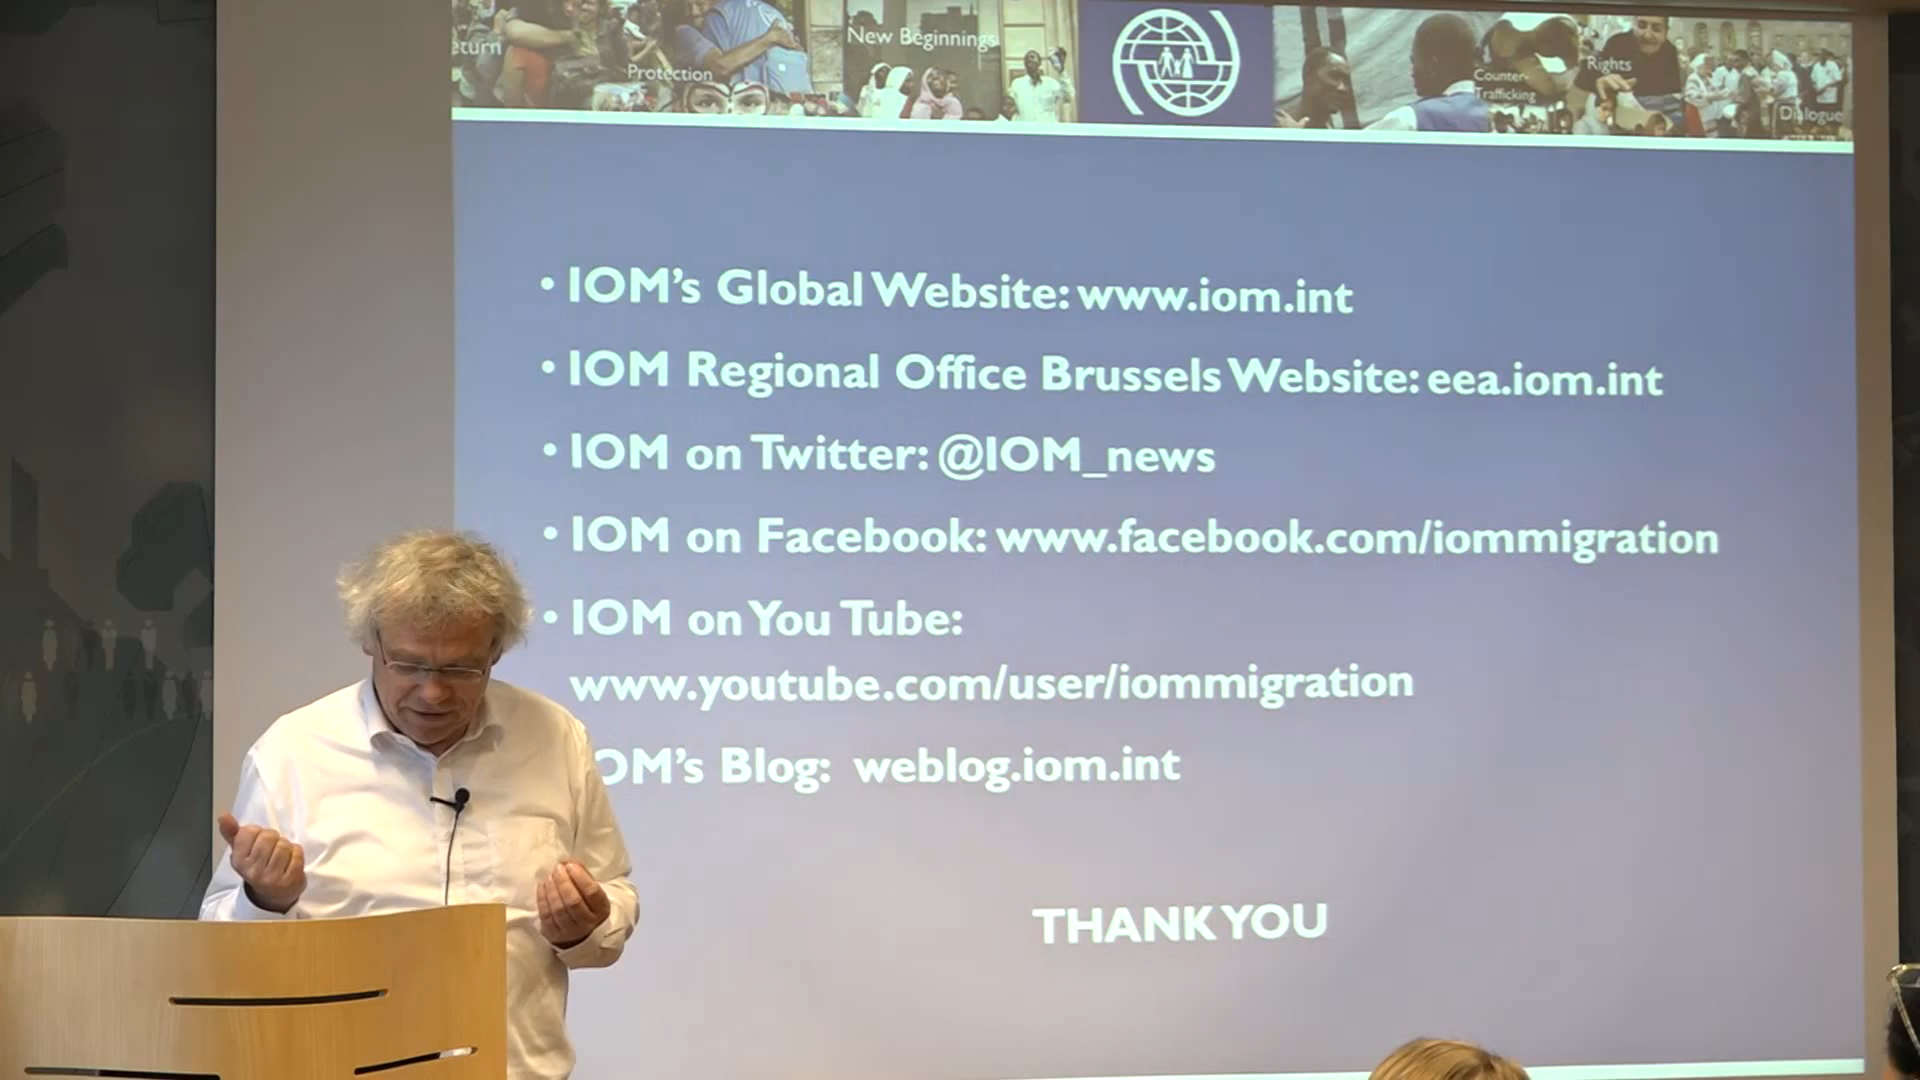 Protection
New Beginnings
Counter-
Trafficking
Rights
Dialogue
• IOM's Global Website: www.iom.int
• IOM Regional Office Brussels Website: eea.iom.int
• IOM on Twitter: @IOM_news
• IOM on Facebook: www.facebook.com/iommigration
• IOM on You Tube:
www.youtube.com/user/iommigration
OM's Blog: weblog.iom.int
THANK YOU